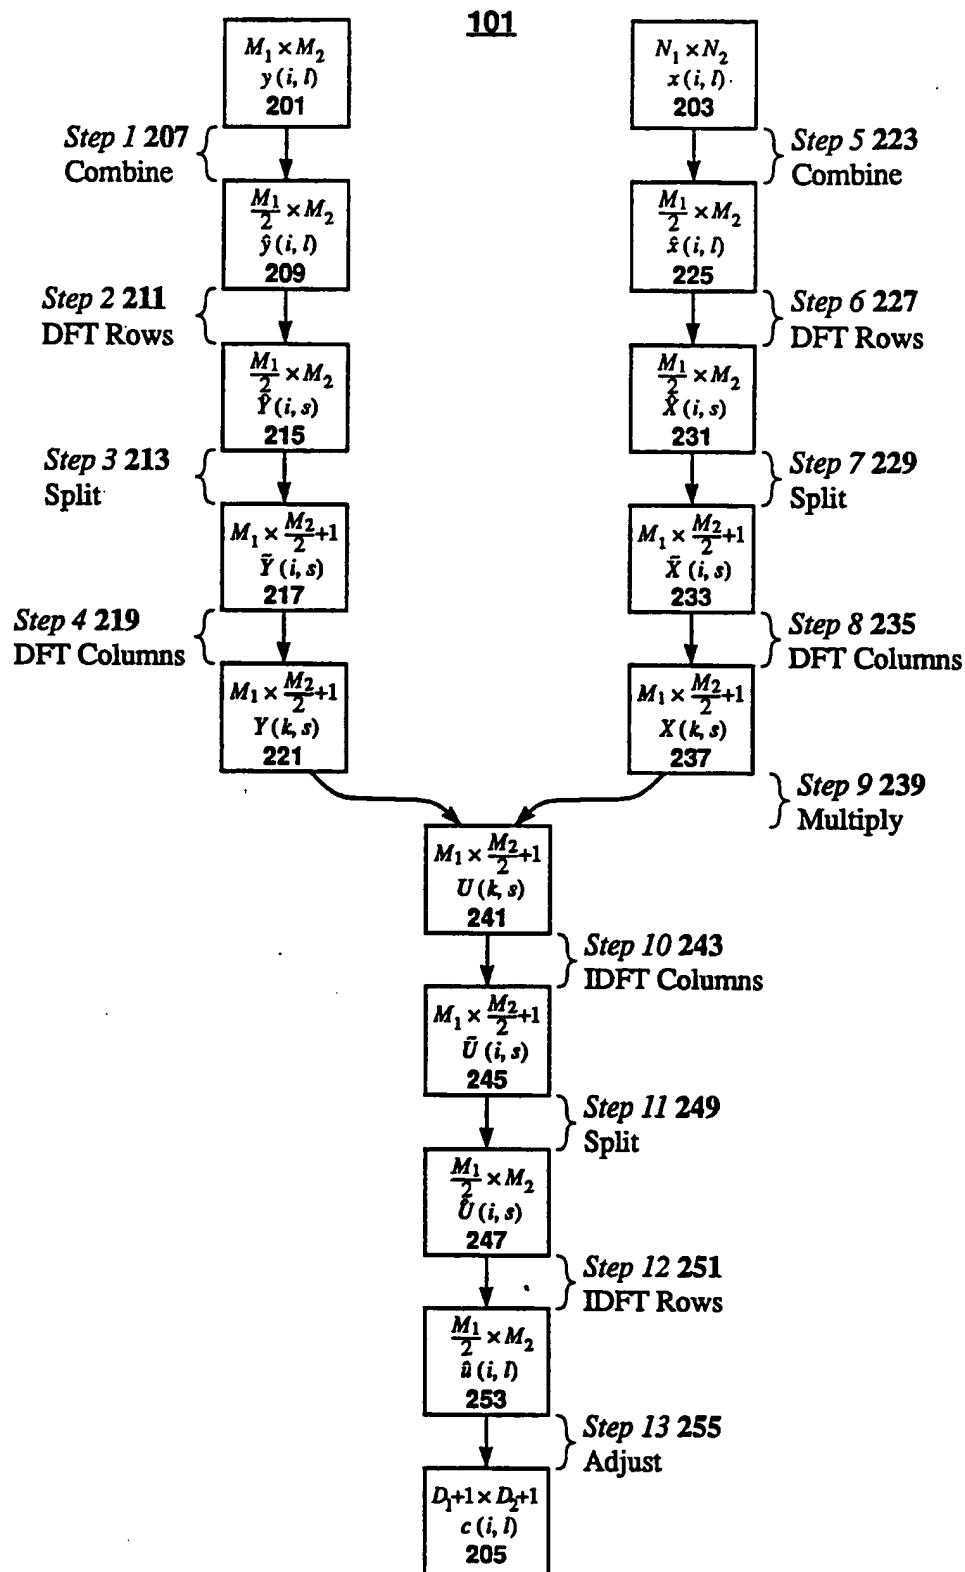 101
M₁ × M₂
y (i, l)
201
N₁ × N₂
x (i, l)
203
Step 1 207
Combine
Step 5 223
Combine
M₁/2 × M₂
ŷ (i, l)
209
M₁/2 × M₂
x̂ (i, l)
225
Step 2 211
DFT Rows
Step 6 227
DFT Rows
M₁/2 × M₂
Ŷ (i, s)
215
M₁/2 × M₂
X̂ (i, s)
231
Step 3 213
Split
Step 7 229
Split
M₁ × M₂/2+1
Ỹ (i, s)
217
M₁ × M₂/2+1
X̃ (i, s)
233
Step 4 219
DFT Columns
Step 8 235
DFT Columns
M₁ × M₂/2+1
Y (k, s)
221
M₁ × M₂/2+1
X (k, s)
237
Step 9 239
Multiply
M₁ × M₂/2+1
U (k, s)
241
Step 10 243
IDFT Columns
M₁ × M₂/2+1
Ũ (i, s)
245
Step 11 249
Split
M₁/2 × M₂
Û (i, s)
247
Step 12 251
IDFT Rows
M₁/2 × M₂
û (i, l)
253
Step 13 255
Adjust
D₁+1 × D₂+1
c (i, l)
205